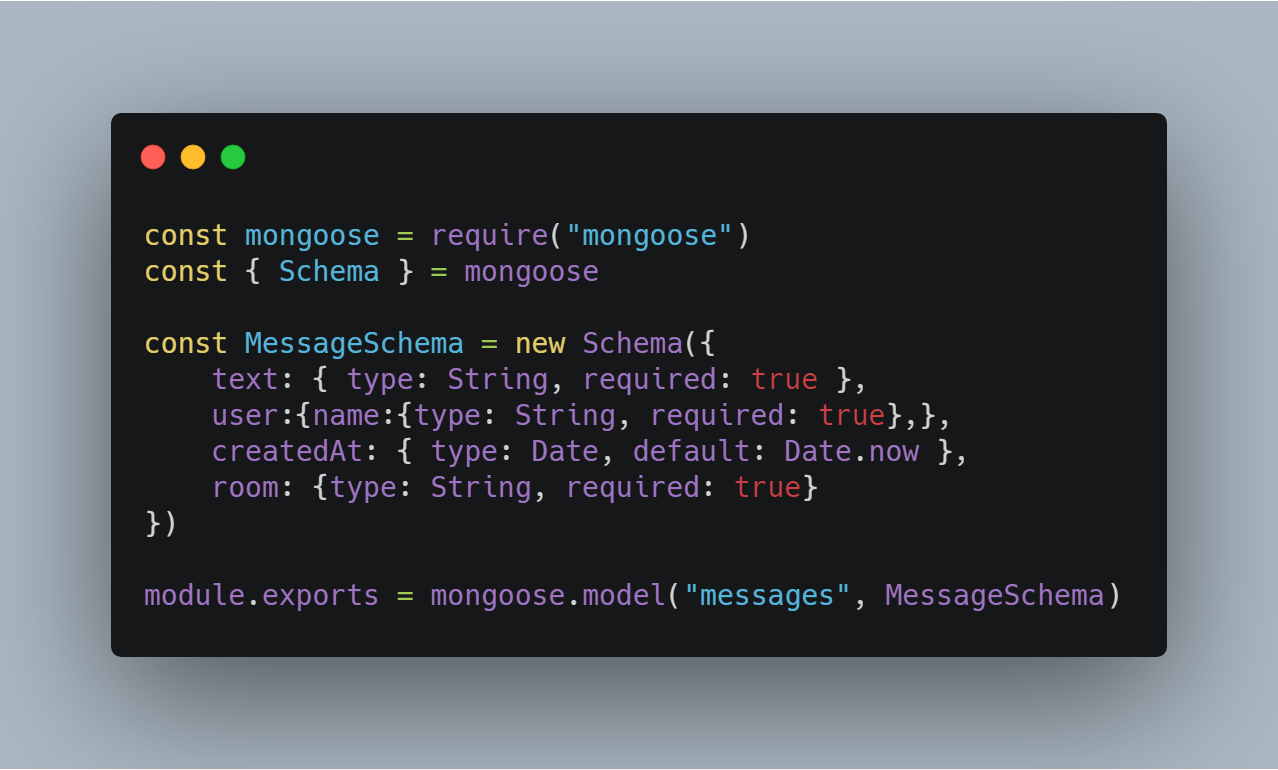 const mongoose = require("mongoose")
const { Schema } = mongoose
const MessageSchema = new Schema({
    text: { type: String, required: true },
    user:{name:{type: String, required: true},},
    createdAt: { type: Date, default: Date.now },
    room: {type: String, required: true}
})
module.exports = mongoose.model("messages", MessageSchema)